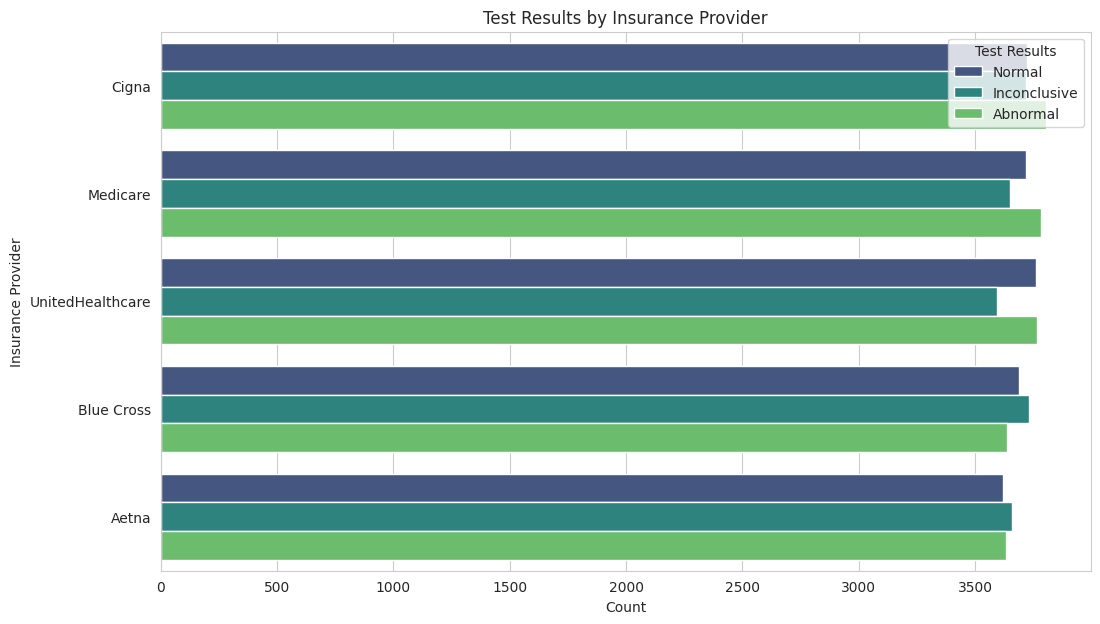 Test Results by Insurance Provider
Test Results
Normal
Inconclusive
Abnormal
Insurance Provider
Cigna
Medicare
UnitedHealthcare
Blue Cross
Aetna
0 500 1000 1500 2000 2500 3000 3500
Count